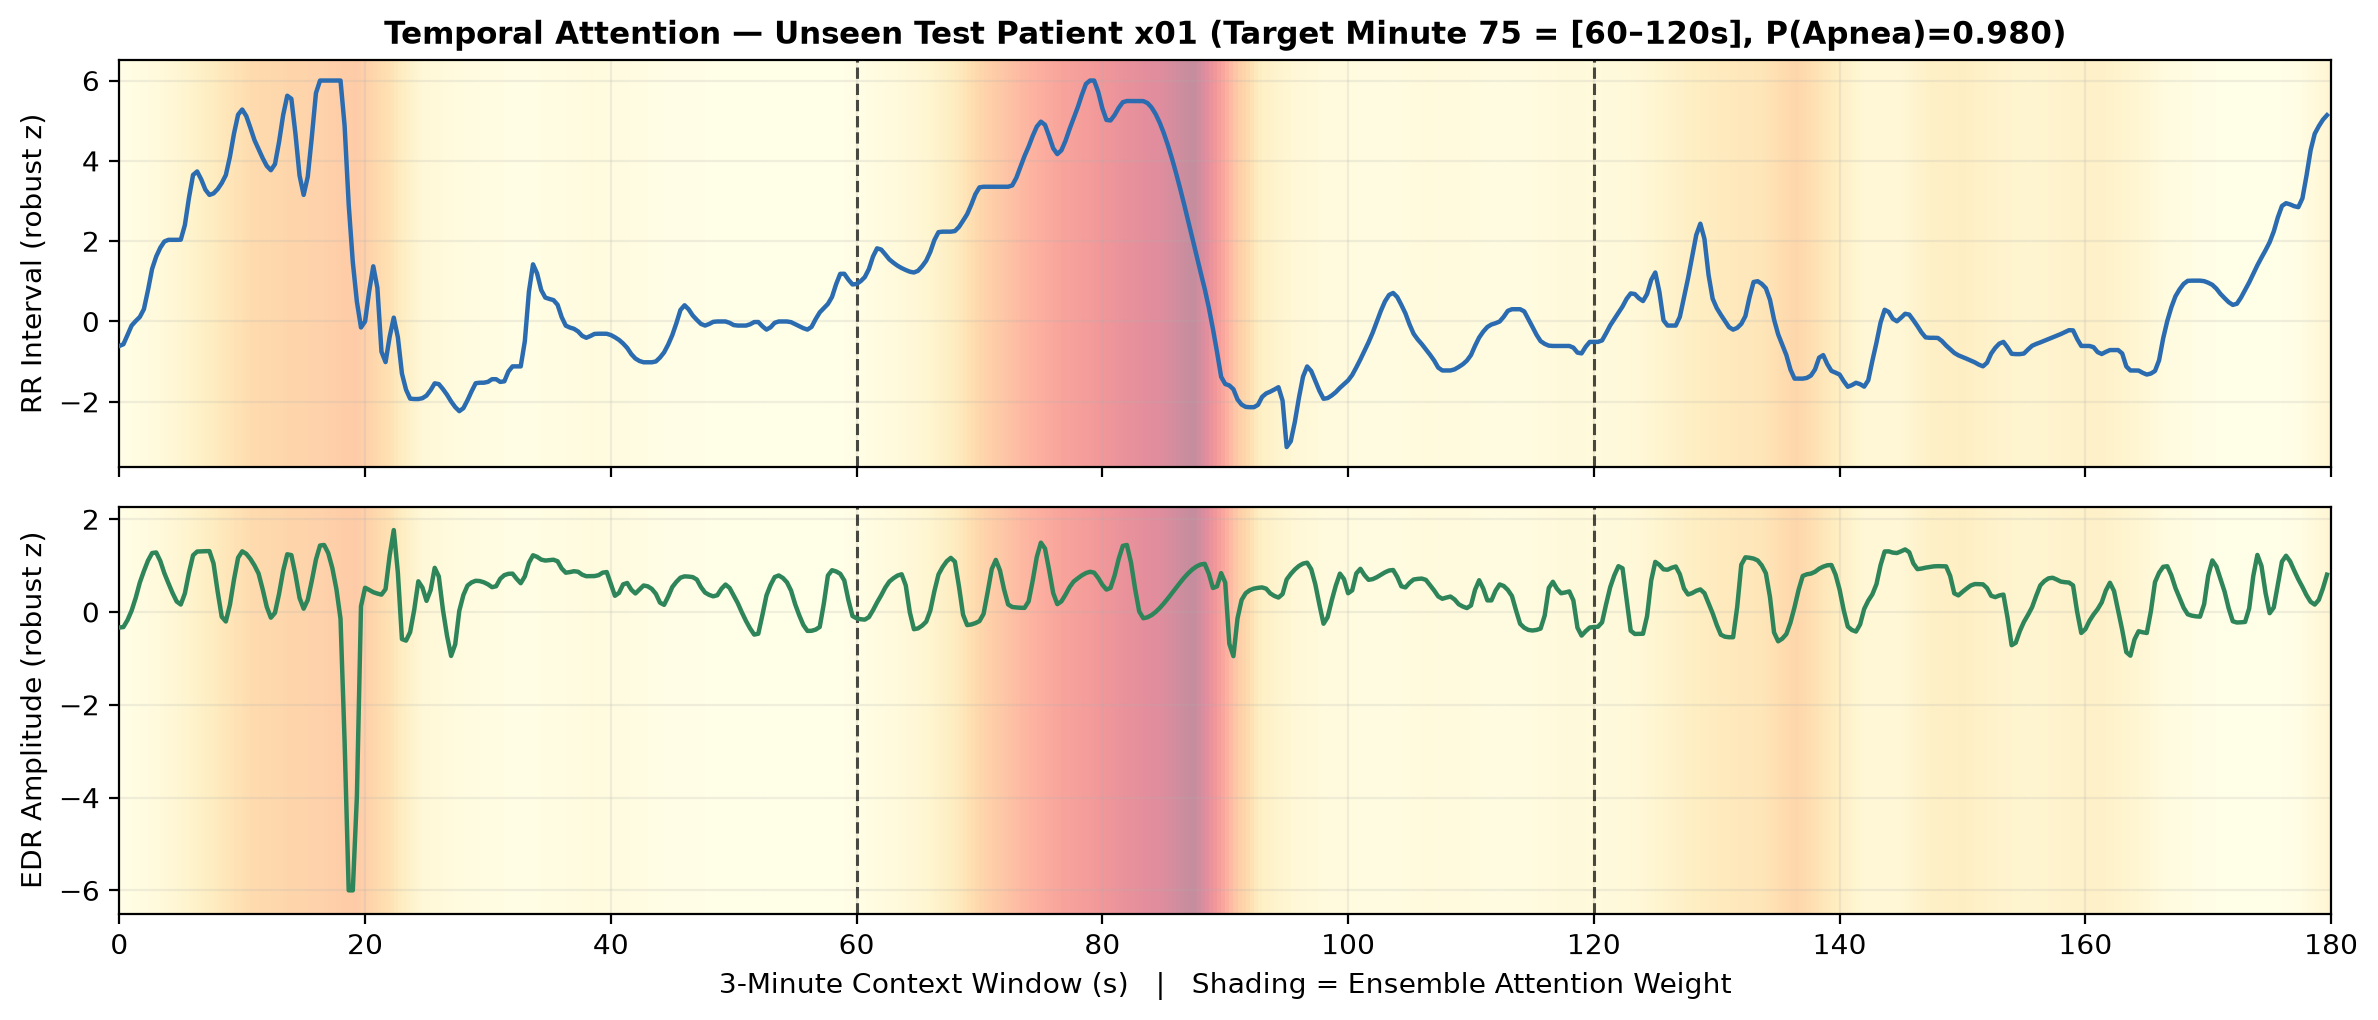 Temporal Attention — Unseen Test Patient x01 (Target Minute 75 = [60–120s], P(Apnea)=0.980)
RR Interval (robust z)
6
4
2
0
−2
EDR Amplitude (robust z)
2
0
−2
−4
−6
0 20 40 60 80 100 120 140 160 180
3-Minute Context Window (s) | Shading = Ensemble Attention Weight